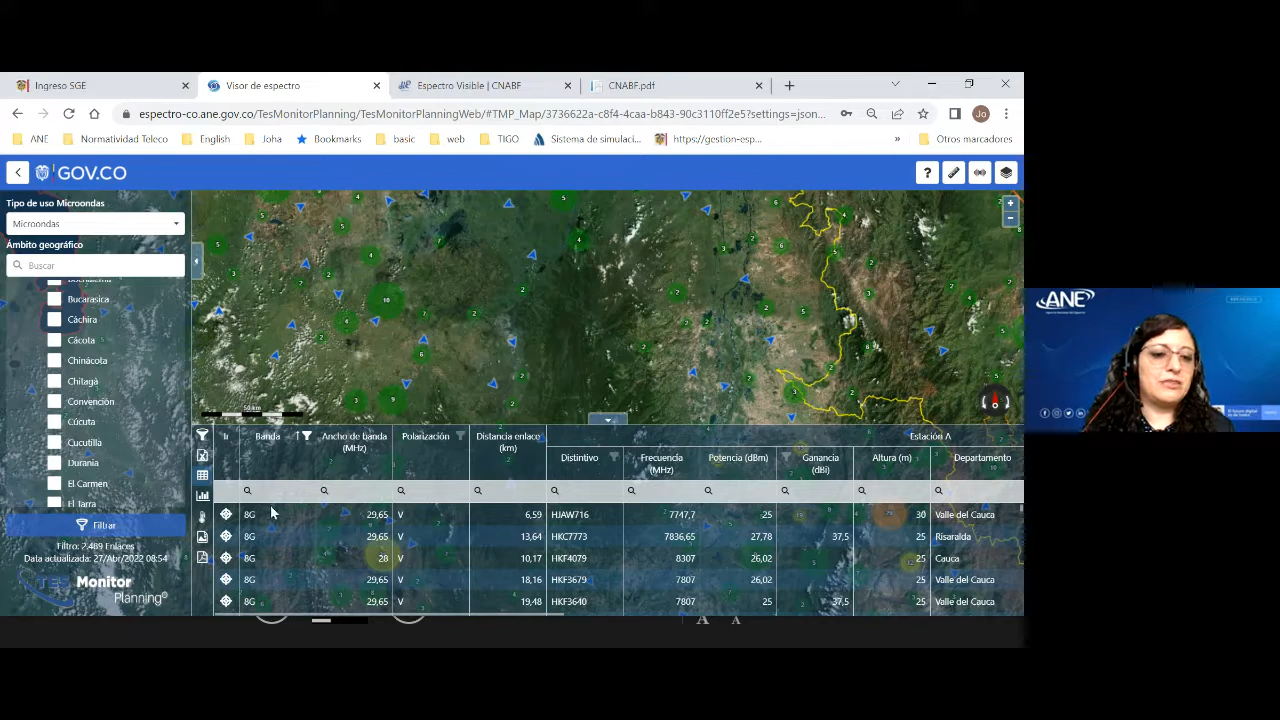 Ingreso SGE
Visor de espectro
Espectro Visible | CNABF
CNABF.pdf
espectro-co.ane.gov.co/TesMonitorPlanning/TesMonitorPlanningWeb/#TMP_Map/3736622a-c8f4-4caa-b843-90c3110ff2e5?settings=json...
Jo
ANE
Normatividad Teleco
English
Joha
Bookmarks
basic
web
TIGO
Sistema de simulaci...
https://gestion-esp...
»
Otros marcadores
GOV.CO
?
Tipo de uso Microondas
Microondas
Ámbito geográfico
Buscar
Bucarasica
Cáchira
Cácota
Chinácota
Chitagá
Convención
Cúcuta
Cucutilla
Durania
El Carmen
El Tarra
Filtrar
Filtro: 2.489 Enlaces
Data actualizada: 27/Abr/2022 08:54
TES Monitor
Planning®
50 km
Banda
Ancho de banda (MHz)
Polarización
Distancia enlace (km)
Estación A
Distintivo
Frecuencia (MHz)
Potencia (dBm)
Ganancia (dBi)
Altura (m)
Departamento
8G 29,65 V 6,59 HJAW716 7747,7 25 30 Valle del Cauca
8G 29,65 V 13,64 HKC7773 7836,65 27,78 37,5 25 Risaralda
8G 28 V 10,17 HKF4079 8307 26,02 25 Cauca
8G 29,65 V 18,16 HKF3679 7807 26,02 25 Valle del Cauca
8G 29,65 V 19,48 HKF3640 7807 25 37,5 25 Valle del Cauca
A A
ANE